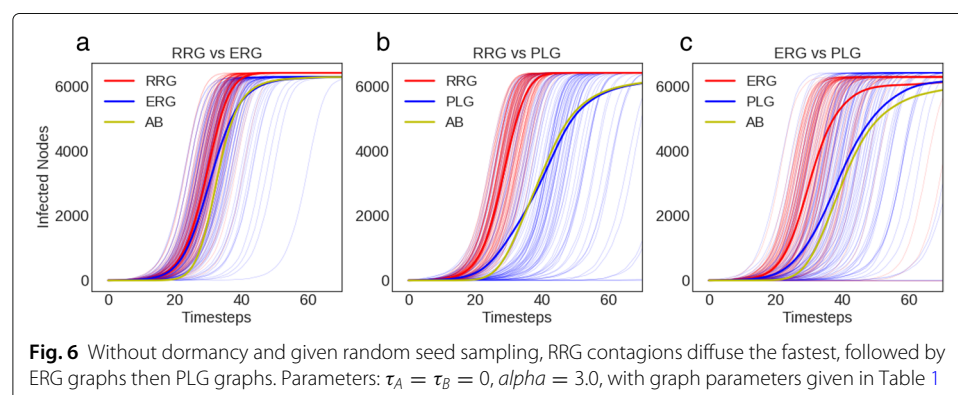 a
RRG vs ERG
RRG
ERG
AB
6000
4000
2000
0
Infected Nodes
0 20 40 60
Timesteps
b
RRG vs PLG
RRG
PLG
AB
6000
4000
2000
0
0 20 40 60
Timesteps
c
ERG vs PLG
ERG
PLG
AB
6000
4000
2000
0
0 20 40 60
Timesteps
Fig. 6 Without dormancy and given random seed sampling, RRG contagions diffuse the fastest, followed by
ERG graphs then PLG graphs. Parameters: τ_A = τ_B = 0, alpha = 3.0, with graph parameters given in Table 1